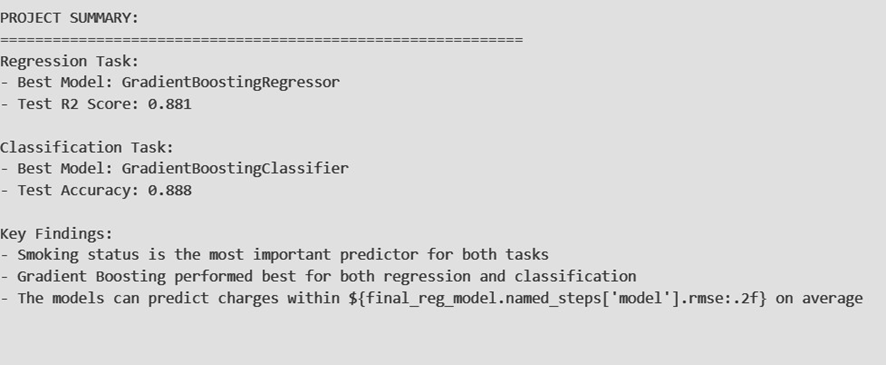 PROJECT SUMMARY:
============================================================
Regression Task:
- Best Model: GradientBoostingRegressor
- Test R2 Score: 0.881

Classification Task:
- Best Model: GradientBoostingClassifier
- Test Accuracy: 0.888

Key Findings:
- Smoking status is the most important predictor for both tasks
- Gradient Boosting performed best for both regression and classification
- The models can predict charges within ${final_reg_model.named_steps['model'].rmse:.2f} on average